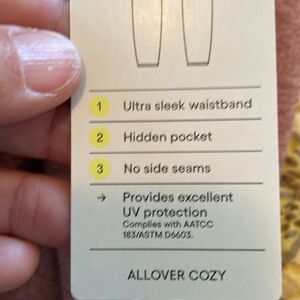 1 Ultra sleek waistband
2 Hidden pocket
3 No side seams
→ Provides excellent
UV protection
Complies with AATCC
183/ASTM D6603.
ALLOVER COZY